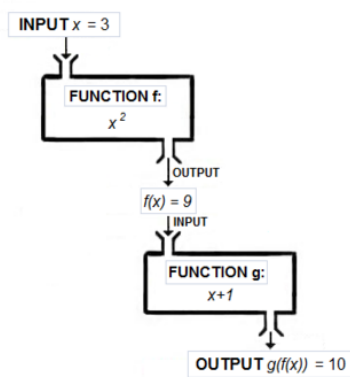 INPUT x = 3
FUNCTION f:
x²
OUTPUT
f(x) = 9
INPUT
FUNCTION g:
x+1
OUTPUT g(f(x)) = 10